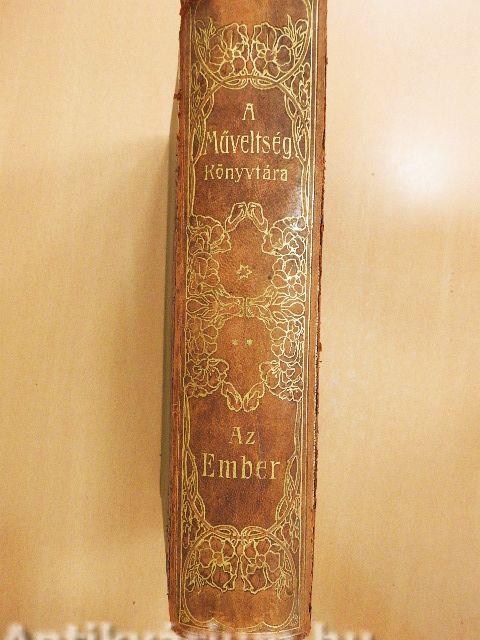 A
Műveltség
Könyvtára
Az
Ember